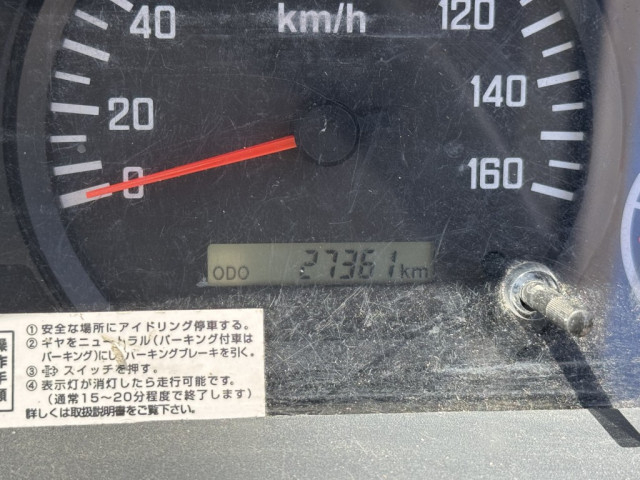 40
km/h
120
20
140
0
160
ODO 27361 km
操作手順
① 安全な場所にアイドリング停車する。
② ギヤをニュートラル(パーキング付車は
パーキング)にし、パーキングブレーキを引く。
③ スイッチを押す。
④ 表示灯が消灯したら走行可能です。
(通常15〜20分程度で終了します)
詳しくは取扱説明書をご覧下さい。